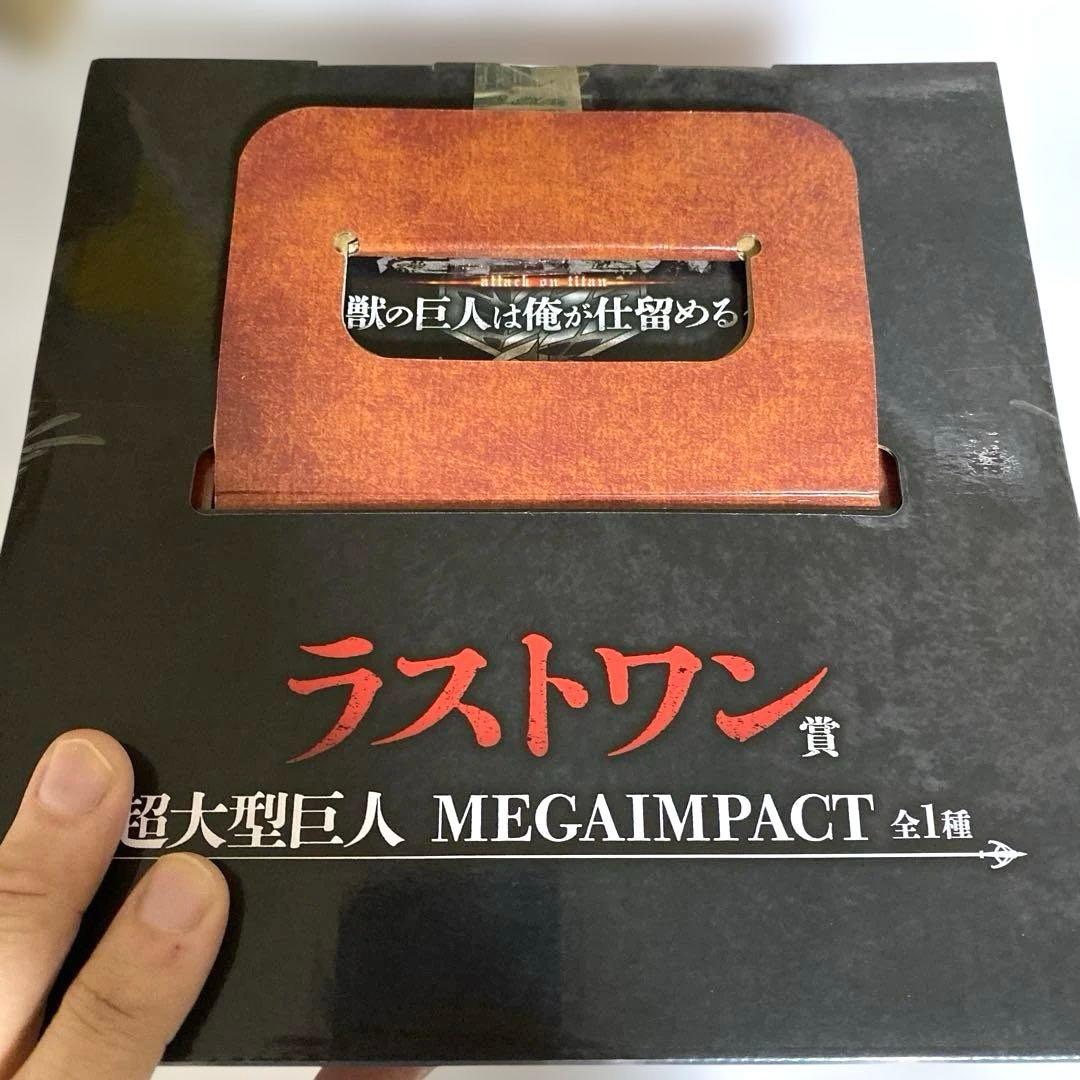 attack on titan
獣の巨人は俺が仕留める
ラストワン賞
超大型巨人 MEGAIMPACT 全1種